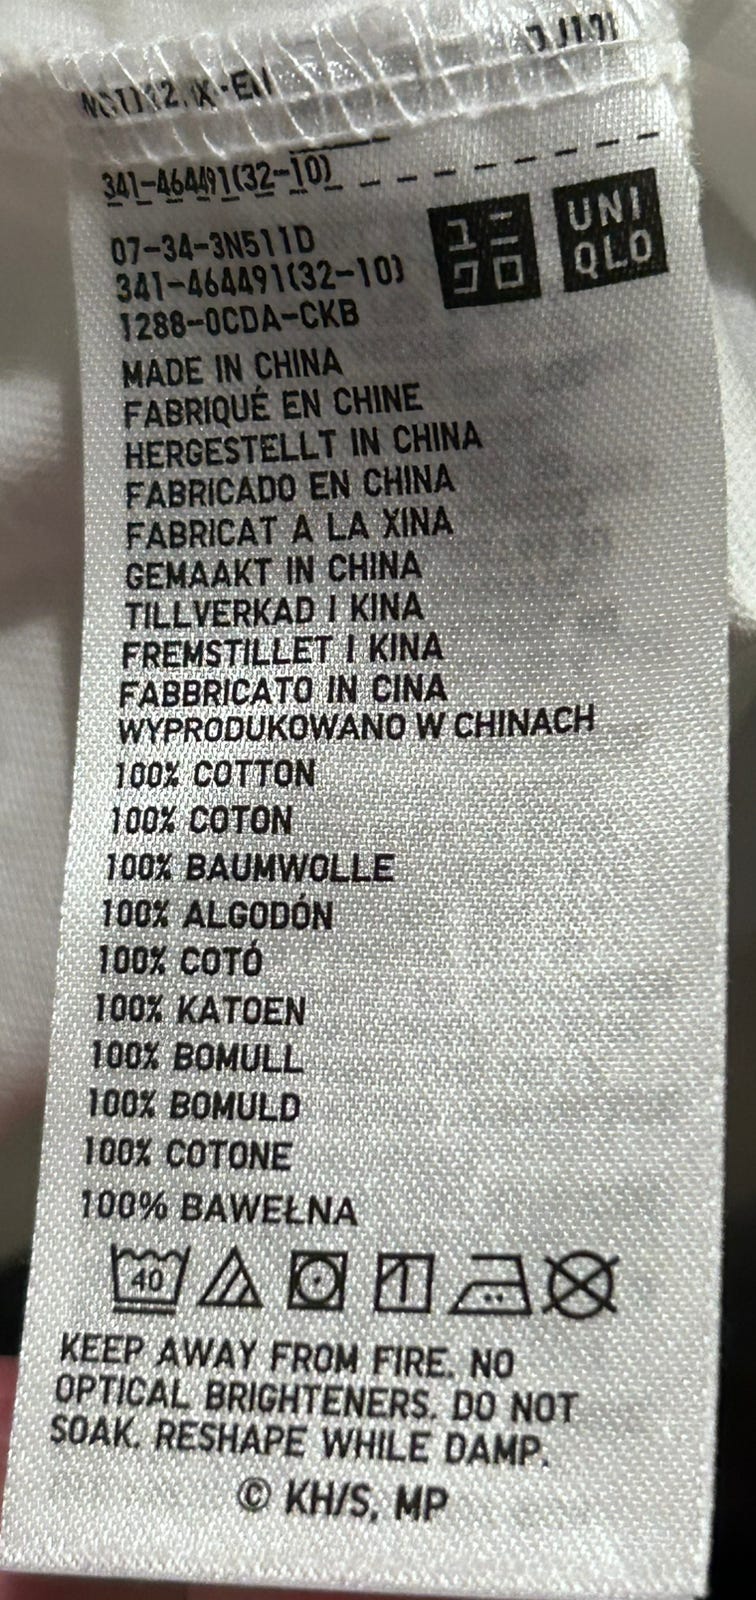 341-464491(32-10)
07-34-3N511D
341-464491(32-10)
1288-0CDA-CKB
ユニ
クロ
UNI
QLO
MADE IN CHINA
FABRIQUÉ EN CHINE
HERGESTELLT IN CHINA
FABRICADO EN CHINA
FABRICAT A LA XINA
GEMAAKT IN CHINA
TILLVERKAD I KINA
FREMSTILLET I KINA
FABBRICATO IN CINA
WYPRODUKOWANO W CHINACH
100% COTTON
100% COTON
100% BAUMWOLLE
100% ALGODÓN
100% COTÓ
100% KATOEN
100% BOMULL
100% BOMULD
100% COTONE
100% BAWEŁNA
40
KEEP AWAY FROM FIRE. NO
OPTICAL BRIGHTENERS. DO NOT
SOAK. RESHAPE WHILE DAMP.
© KH/S, MP